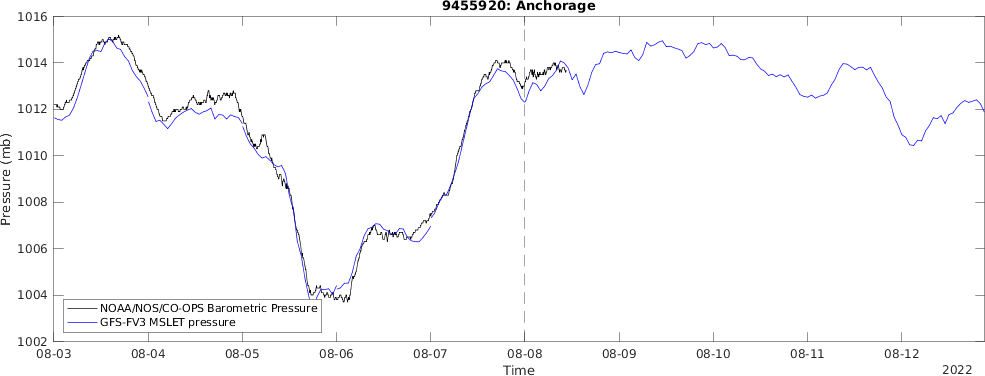 9455920: Anchorage
1016
1014
1012
1010
1008
1006
1004
1002
Pressure (mb)
NOAA/NOS/CO-OPS Barometric Pressure
GFS-FV3 MSLET pressure
08-03 08-04 08-05 08-06 08-07 08-08 08-09 08-10 08-11 08-12
Time
2022